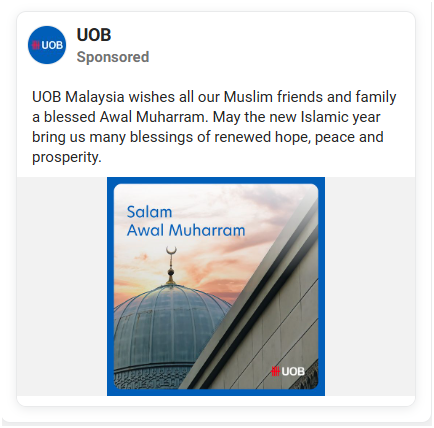 UOB
UOB
Sponsored
UOB Malaysia wishes all our Muslim friends and family
a blessed Awal Muharram. May the new Islamic year
bring us many blessings of renewed hope, peace and
prosperity.
Salam
Awal Muharram
UOB